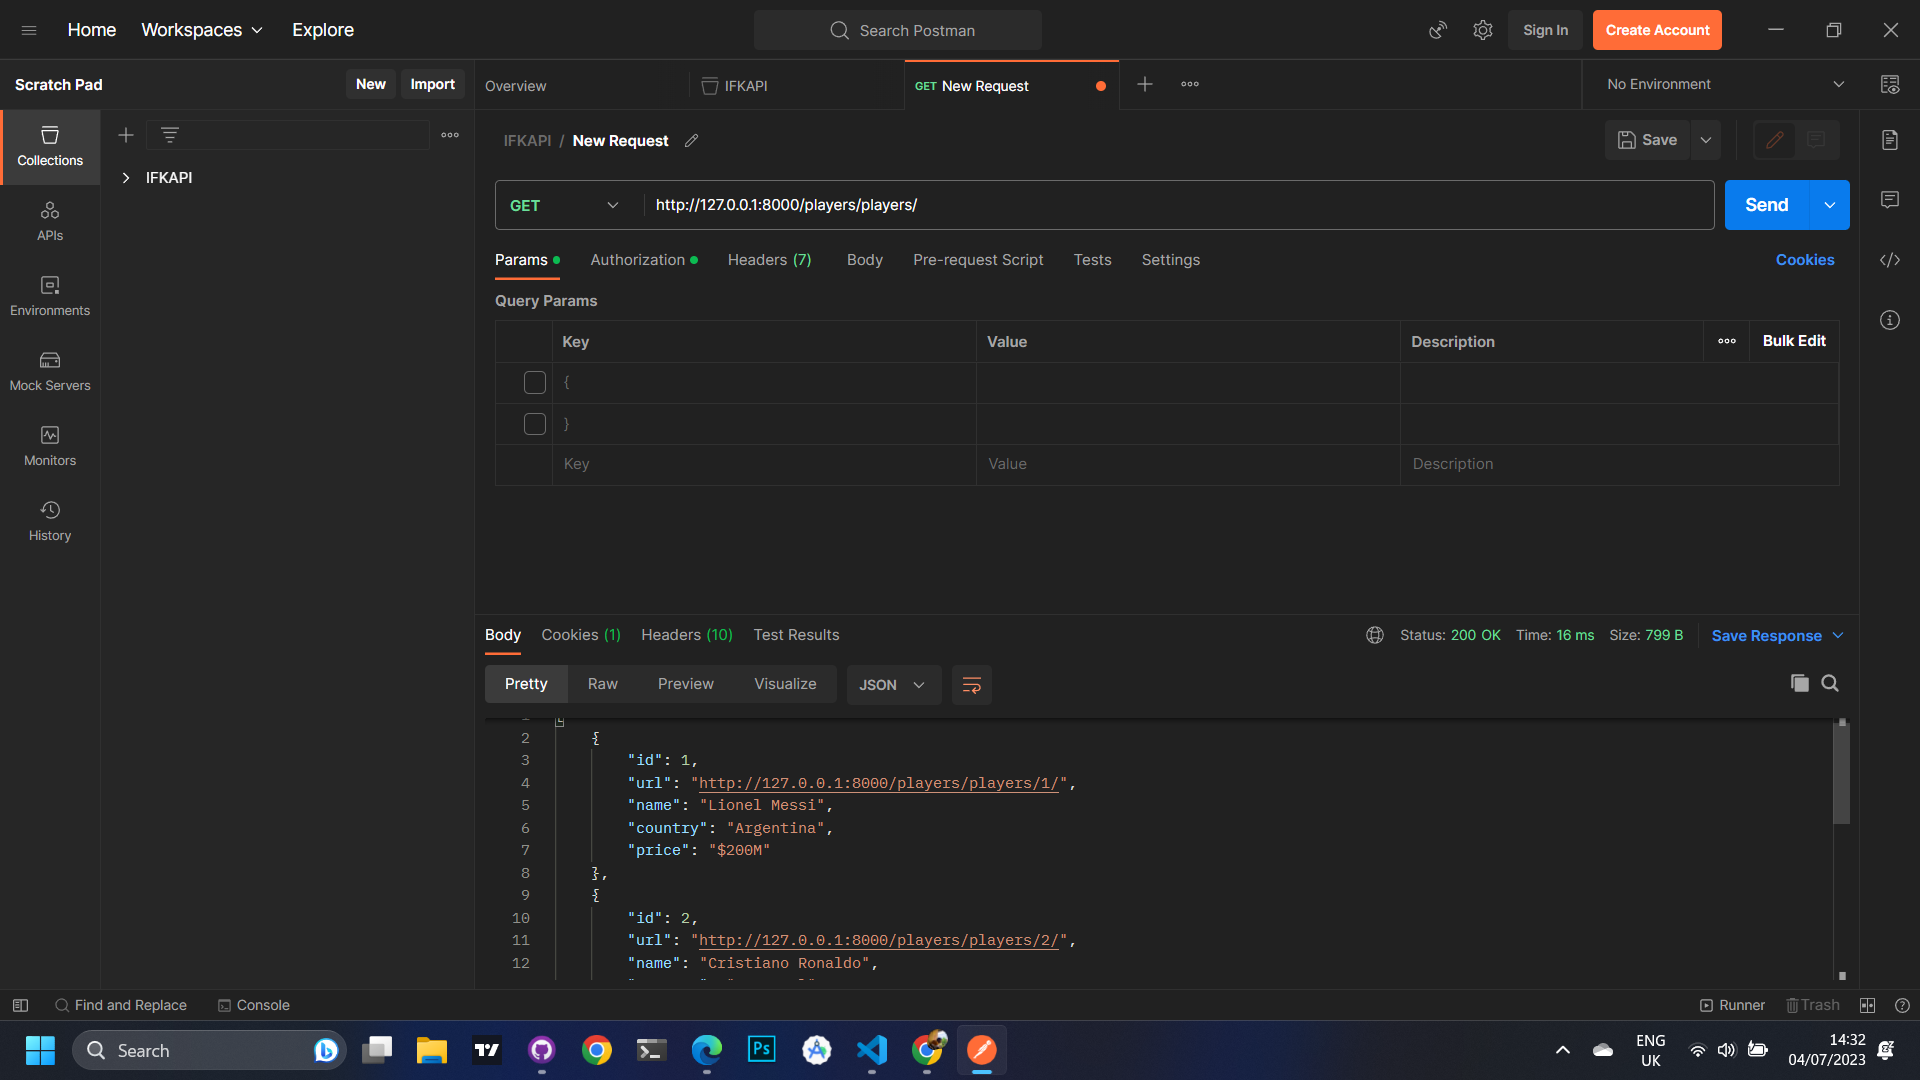 Home Workspaces Explore Search Postman Sign In Create Account
Scratch Pad New Import Overview IFKAPI GET New Request No Environment
Collections
APIs
Environments
Mock Servers
Monitors
History
IFKAPI
IFKAPI / New Request Save
GET http://127.0.0.1:8000/players/players/ Send
Params Authorization Headers (7) Body Pre-request Script Tests Settings Cookies
Query Params
Key Value Description Bulk Edit
{
}
Key Value Description
Body Cookies (1) Headers (10) Test Results Status: 200 OK Time: 16 ms Size: 799 B Save Response
Pretty Raw Preview Visualize JSON
2 {
3 "id": 1,
4 "url": "http://127.0.0.1:8000/players/players/1/",
5 "name": "Lionel Messi",
6 "country": "Argentina",
7 "price": "$200M"
8 },
9 {
10 "id": 2,
11 "url": "http://127.0.0.1:8000/players/players/2/",
12 "name": "Cristiano Ronaldo",
Find and Replace Console Runner Trash
Search Ps ENG 14:32
UK 04/07/2023